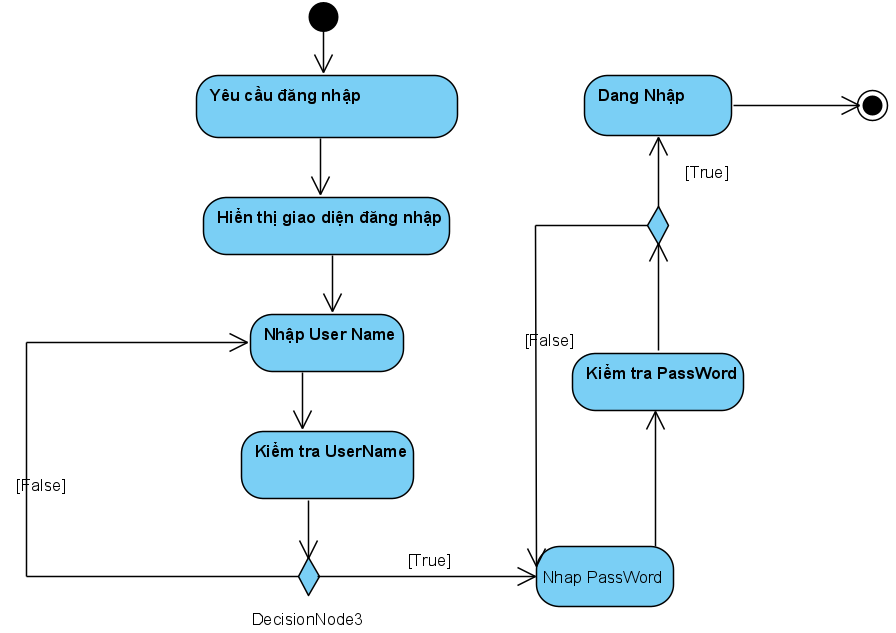 Yêu cầu đăng nhập
Hiển thị giao diện đăng nhập
Nhập User Name
Kiểm tra UserName
[False]
[True]
DecisionNode3
Nhap PassWord
Kiểm tra PassWord
[False]
[True]
Dang Nhập